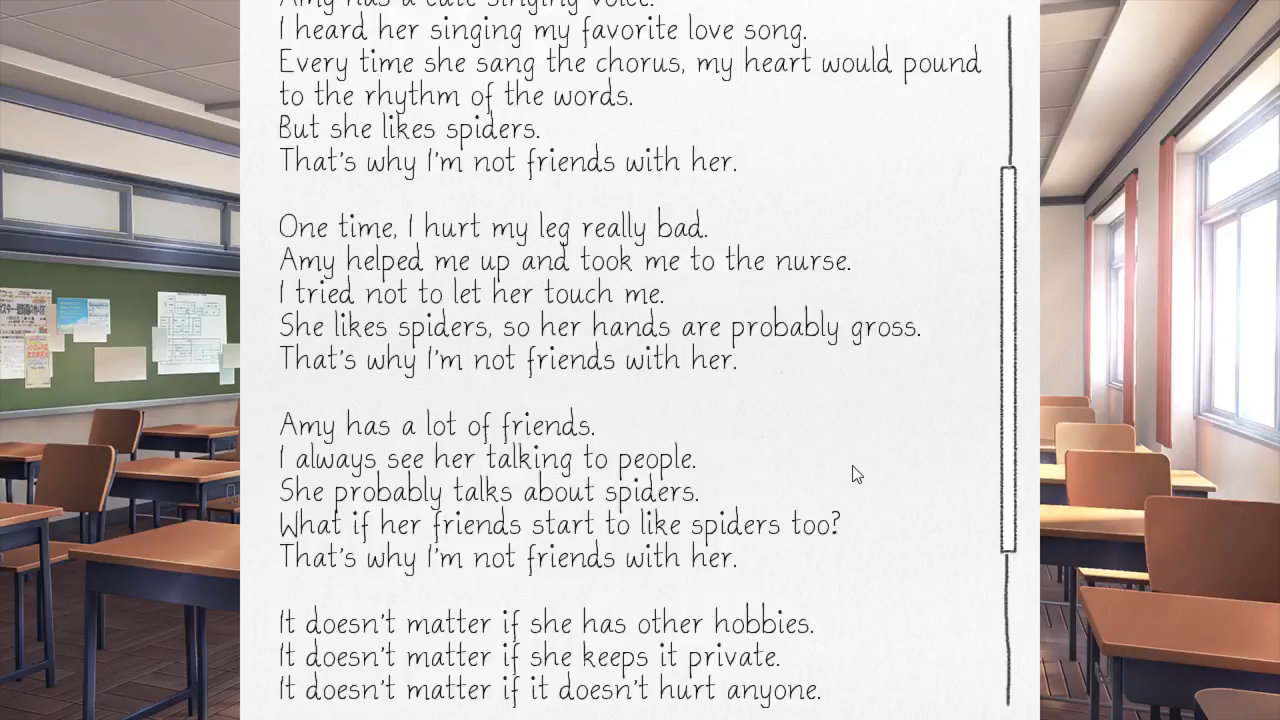 Amy has a cute singing voice.
I heard her singing my favorite love song.
Every time she sang the chorus, my heart would pound
to the rhythm of the words.
But she likes spiders.
That's why I'm not friends with her.
One time, I hurt my leg really bad.
Amy helped me up and took me to the nurse.
I tried not to let her touch me.
She likes spiders, so her hands are probably gross.
That's why I'm not friends with her.
Amy has a lot of friends.
I always see her talking to people.
She probably talks about spiders.
What if her friends start to like spiders too?
That's why I'm not friends with her.
It doesn't matter if she has other hobbies.
It doesn't matter if she keeps it private.
It doesn't matter if it doesn't hurt anyone.